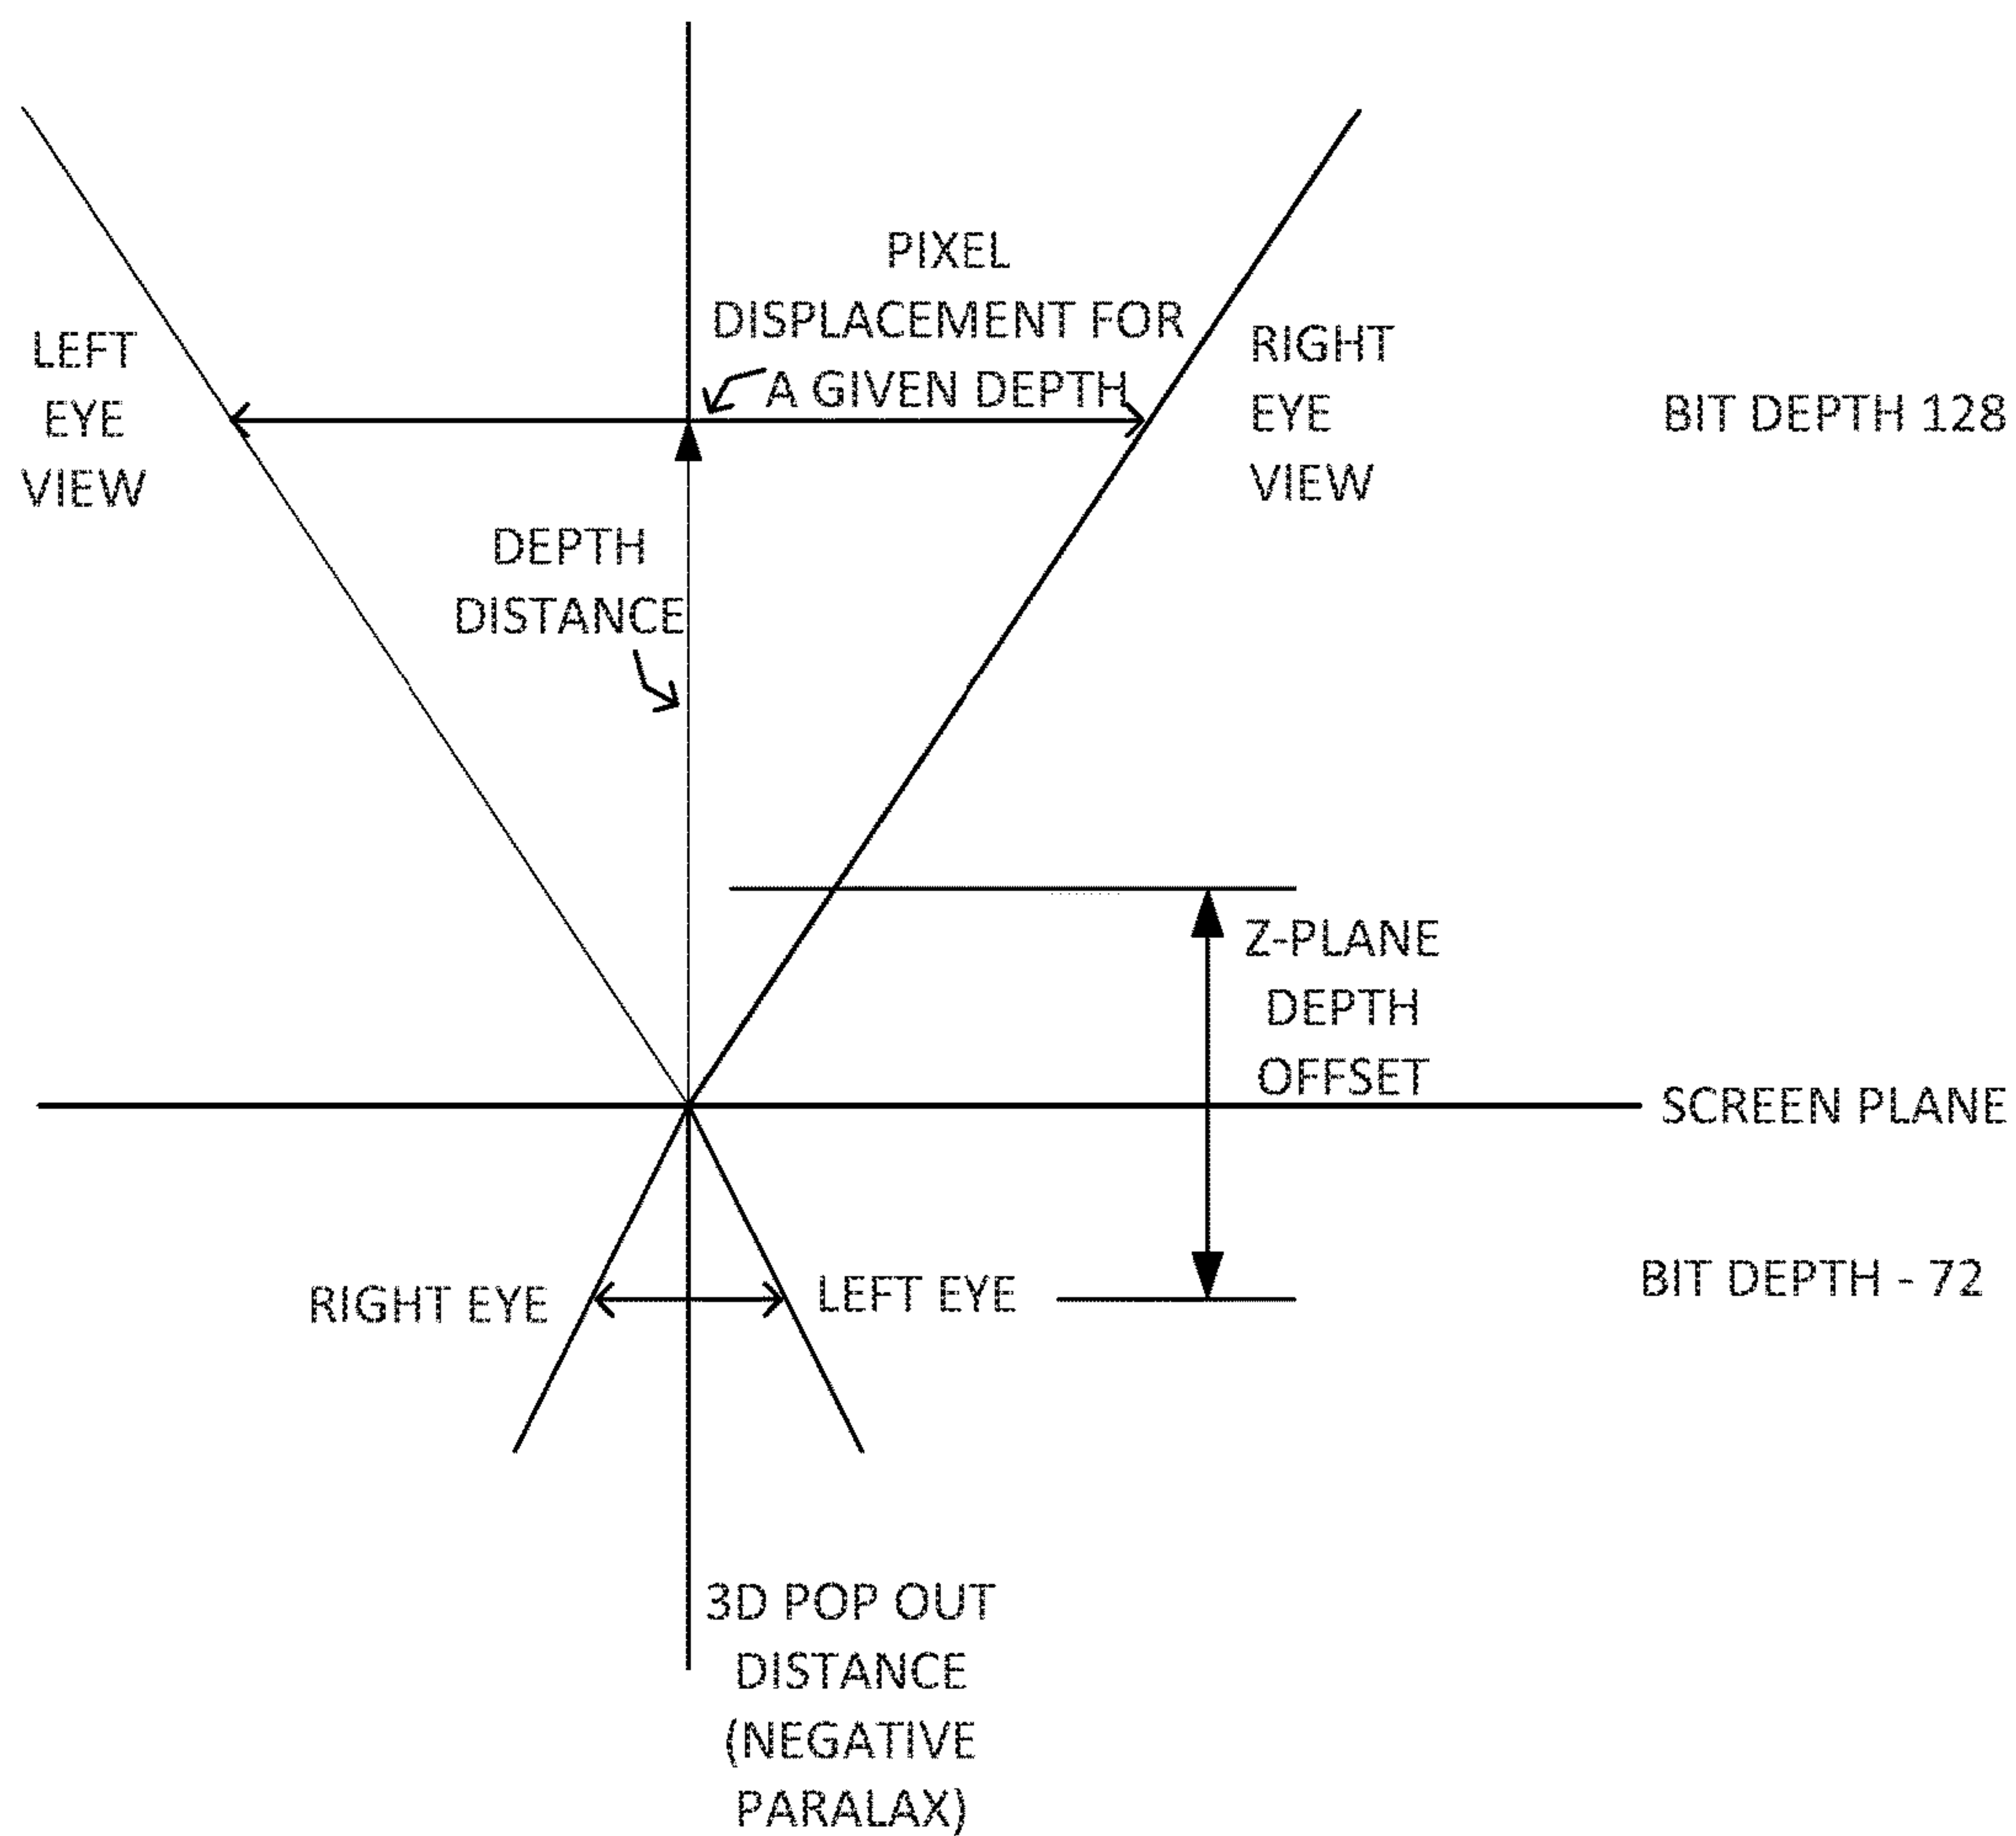 PIXEL
DISPLACEMENT FOR
A GIVEN DEPTH
LEFT
EYE
VIEW
RIGHT
EYE
VIEW
BIT DEPTH 128
DEPTH
DISTANCE
Z-PLANE
DEPTH
OFFSET
SCREEN PLANE
RIGHT EYE
LEFT EYE
BIT DEPTH - 72
3D POP OUT
DISTANCE
(NEGATIVE
PARALAX)